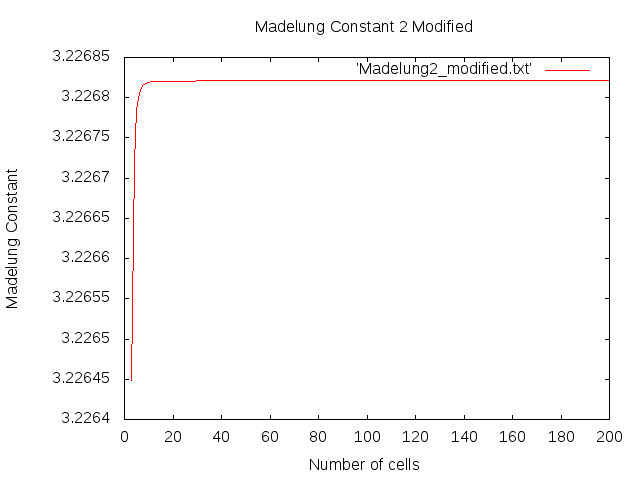 Madelung Constant 2 Modified
3.22685
'Madelung2_modified.txt'
3.2268
3.22675
3.2267
3.22665
3.2266
3.22655
3.2265
3.22645
3.2264
Madelung Constant
0 20 40 60 80 100 120 140 160 180 200
Number of cells